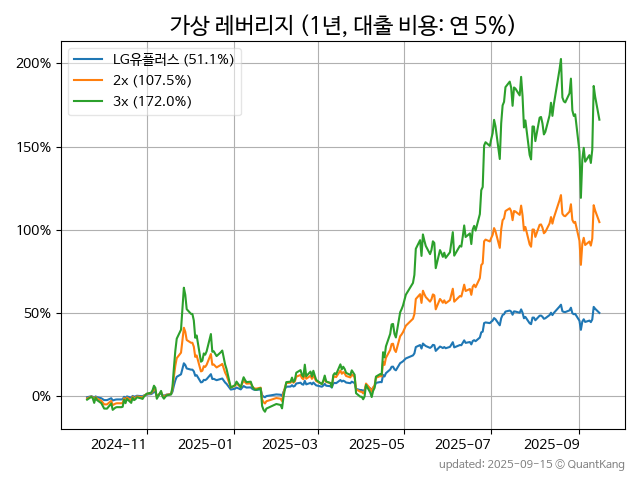 가상 레버리지 (1년, 대출 비용: 연 5%)
LG유플러스 (51.1%)
2x (107.5%)
3x (172.0%)
200%
150%
100%
50%
0%
2024-11 2025-01 2025-03 2025-05 2025-07 2025-09
updated: 2025-09-15 © QuantKang